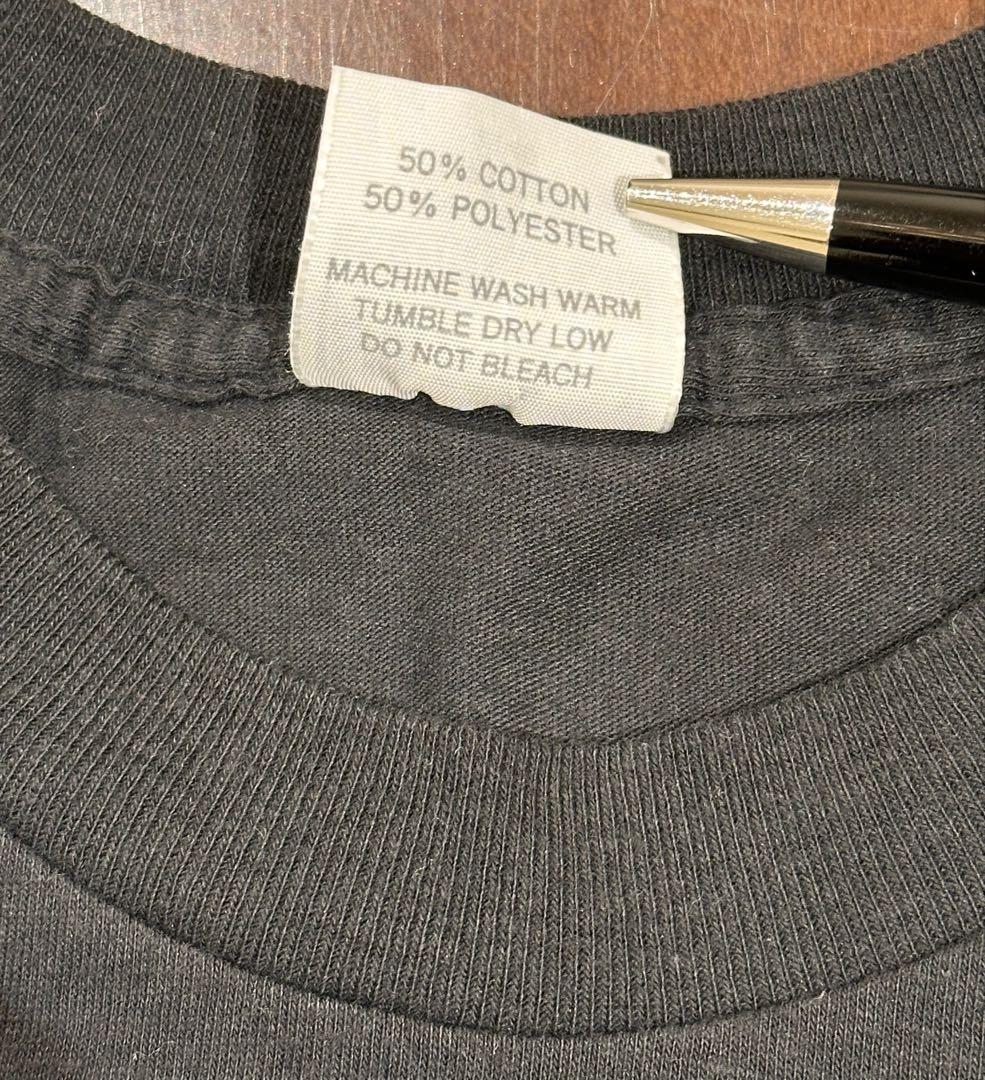 50% COTTON
50% POLYESTER
MACHINE WASH WARM
TUMBLE DRY LOW
DO NOT BLEACH